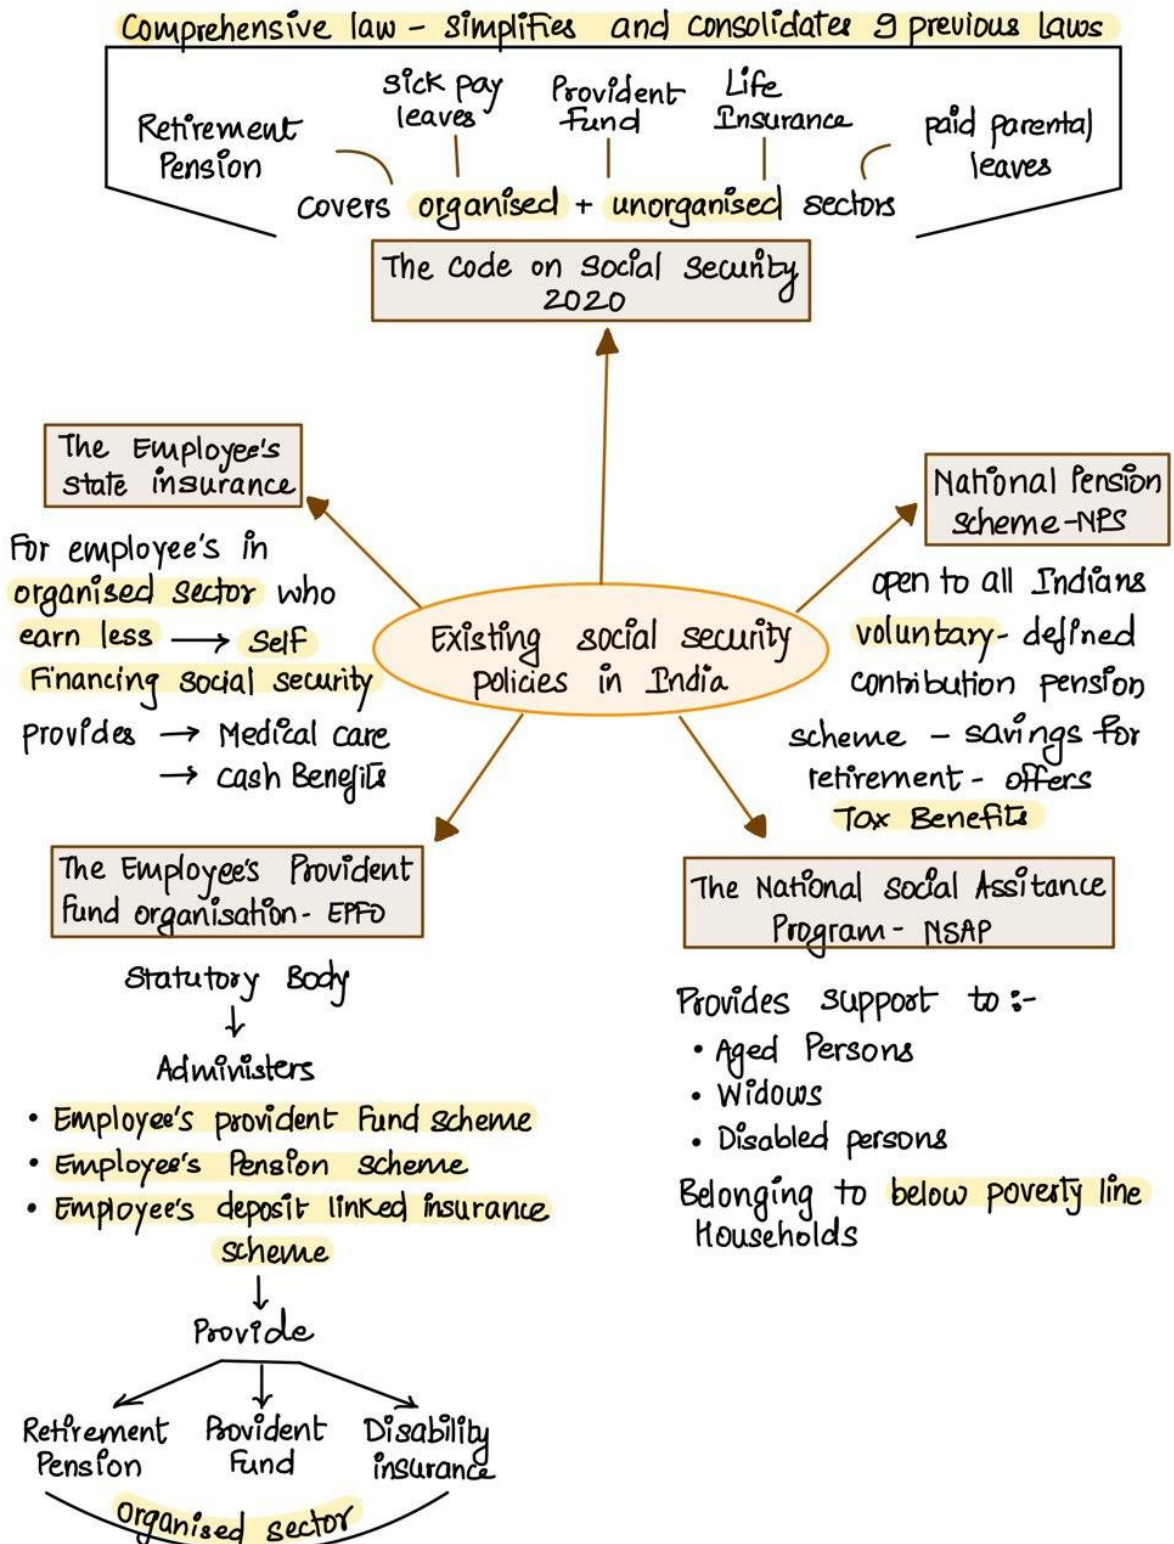 Comprehensive law - simplifies and consolidates 9 previous laws
Retirement
Pension
Sick pay
leaves
Provident
Fund
Life
Insurance
paid parental
leaves
covers organised + unorganised sectors
The Code on Social Security
2020
The Employee's
state insurance
For employee's in
organised sector who
earn less → Self
Financing social security
provides → Medical care
→ cash Benefits
National Pension
Scheme-NPS
open to all Indians
voluntary- defined
contribution pension
scheme - savings for
retirement - offers
Tax Benefits
Existing social security
policies in India
The Employee's Provident
fund organisation- EPFO
Statutory Body
↓
Administers
• Employee's provident Fund scheme
• Employee's Pension scheme
• Employee's deposit linked insurance
scheme
↓
Provide
Retirement
Pension
Provident
Fund
Disability
insurance
organised sector
The National Social Assitance
Program- NSAP
Provides support to :-
• Aged Persons
• Widows
• Disabled persons
Belonging to below poverty line
Households